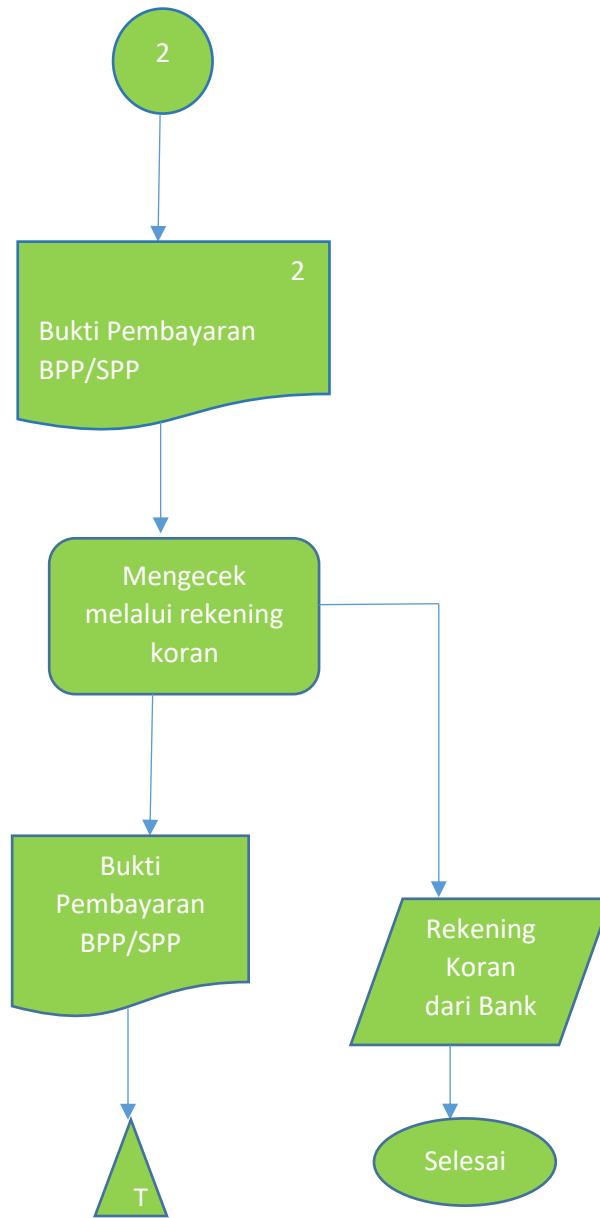 2
2
Bukti Pembayaran
BPP/SPP
Mengecek
melalui rekening
koran
Bukti
Pembayaran
BPP/SPP
Rekening
Koran
dari Bank
T
Selesai